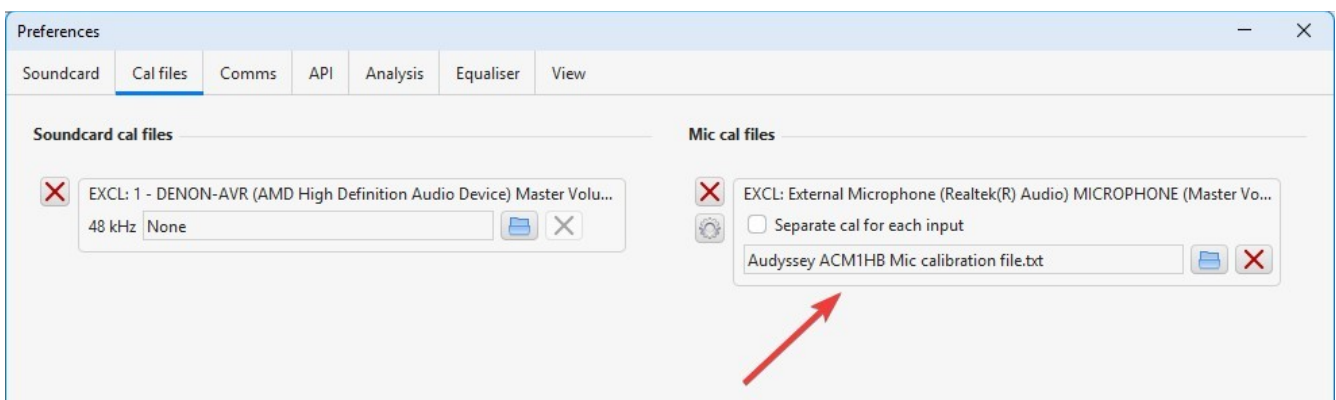 Preferences
Soundcard Cal files Comms API Analysis Equaliser View
Soundcard cal files
EXCL: 1 - DENON-AVR (AMD High Definition Audio Device) Master Volu...
48 kHz None
Mic cal files
EXCL: External Microphone (Realtek(R) Audio) MICROPHONE (Master Vo...
Separate cal for each input
Audyssey ACM1HB Mic calibration file.txt